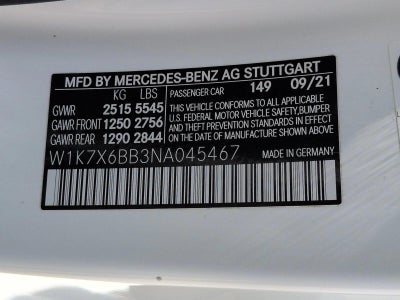 MFD BY MERCEDES-BENZ AG STUTTGART
KG LBS PASSENGER CAR 149 09/21
GVWR 2515 5545
GAWR FRONT 1250 2756
GAWR REAR 1290 2844
THIS VEHICLE CONFORMS TO ALL APPLICABLE
U.S. FEDERAL MOTOR VEHICLE SAFETY, BUMPER
AND THEFT PREVENTION STANDARDS IN EFFECT
ON THE DATE OF MANUFACTURE SHOWN ABOVE.
W1K7X6BB3NA045467 MADE IN GERMANY